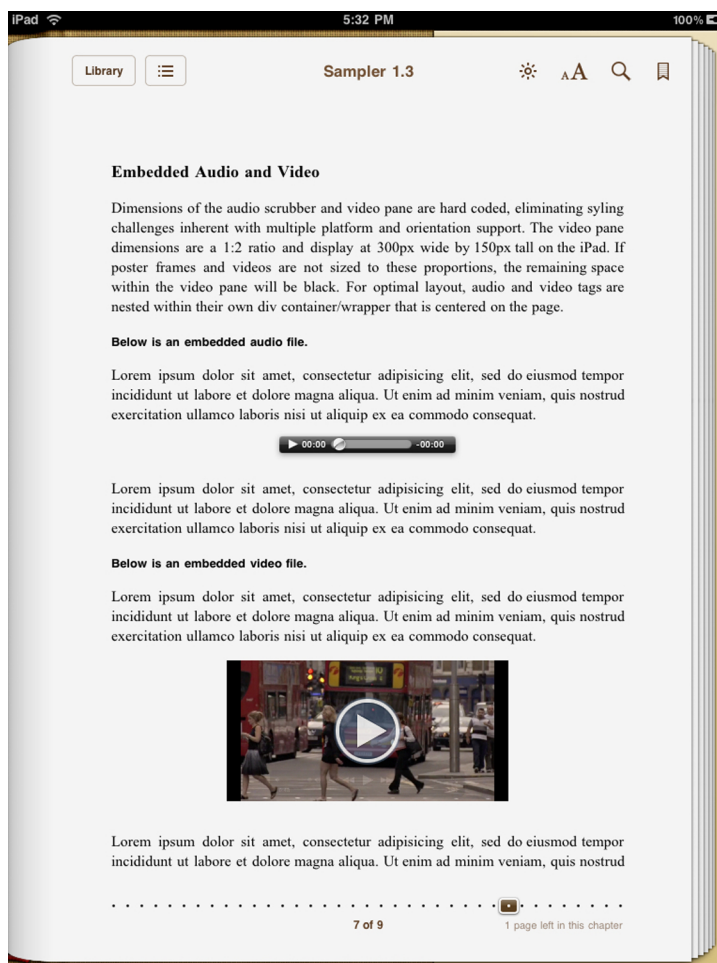 iPad 5:32 PM 100%
Library Sampler 1.3 AA
Embedded Audio and Video
Dimensions of the audio scrubber and video pane are hard coded, eliminating syling
challenges inherent with multiple platform and orientation support. The video pane
dimensions are a 1:2 ratio and display at 300px wide by 150px tall on the iPad. If
poster frames and videos are not sized to these proportions, the remaining space
within the video pane will be black. For optimal layout, audio and video tags are
nested within their own div container/wrapper that is centered on the page.
Below is an embedded audio file.
Lorem ipsum dolor sit amet, consectetur adipisicing elit, sed do eiusmod tempor
incididunt ut labore et dolore magna aliqua. Ut enim ad minim veniam, quis nostrud
exercitation ullamco laboris nisi ut aliquip ex ea commodo consequat.
00:00 -00:00
Lorem ipsum dolor sit amet, consectetur adipisicing elit, sed do eiusmod tempor
incididunt ut labore et dolore magna aliqua. Ut enim ad minim veniam, quis nostrud
exercitation ullamco laboris nisi ut aliquip ex ea commodo consequat.
Below is an embedded video file.
Lorem ipsum dolor sit amet, consectetur adipisicing elit, sed do eiusmod tempor
incididunt ut labore et dolore magna aliqua. Ut enim ad minim veniam, quis nostrud
exercitation ullamco laboris nisi ut aliquip ex ea commodo consequat.
Lorem ipsum dolor sit amet, consectetur adipisicing elit, sed do eiusmod tempor
incididunt ut labore et dolore magna aliqua. Ut enim ad minim veniam, quis nostrud
7 of 9 1 page left in this chapter